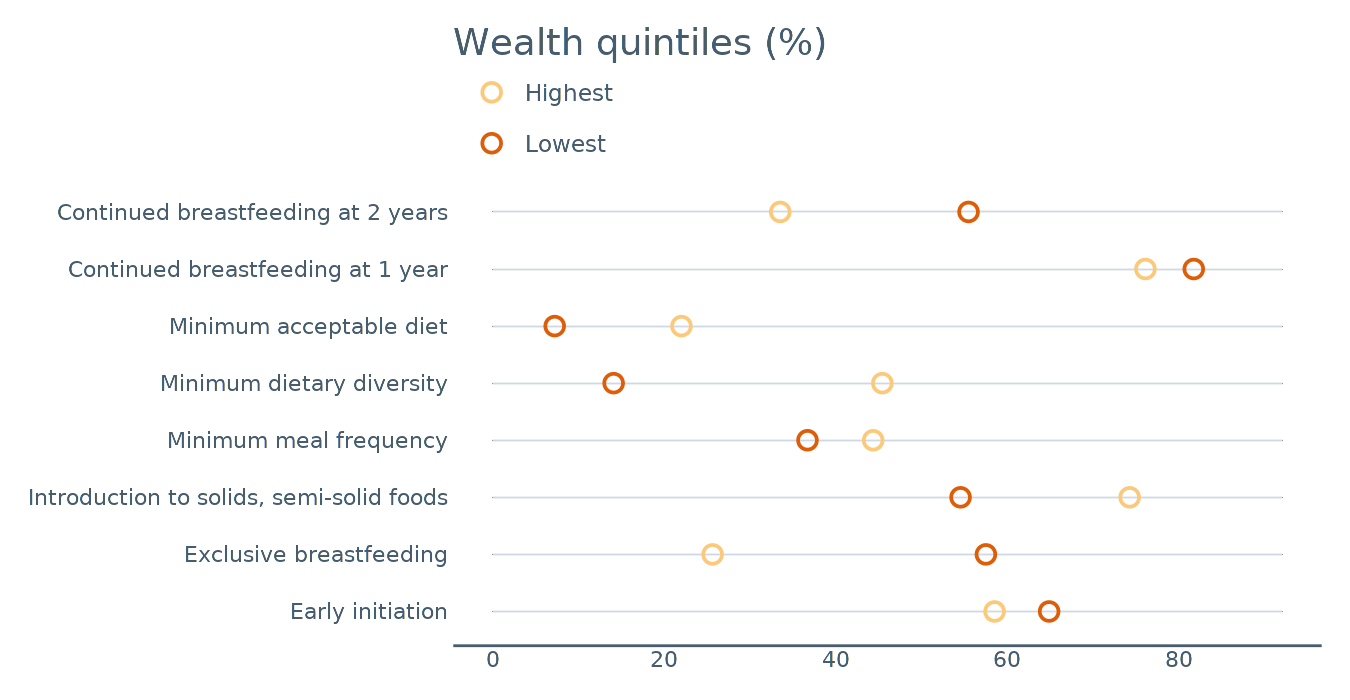 Wealth quintiles (%)
Highest
Lowest
Continued breastfeeding at 2 years
Continued breastfeeding at 1 year
Minimum acceptable diet
Minimum dietary diversity
Minimum meal frequency
Introduction to solids, semi-solid foods
Exclusive breastfeeding
Early initiation
0 20 40 60 80